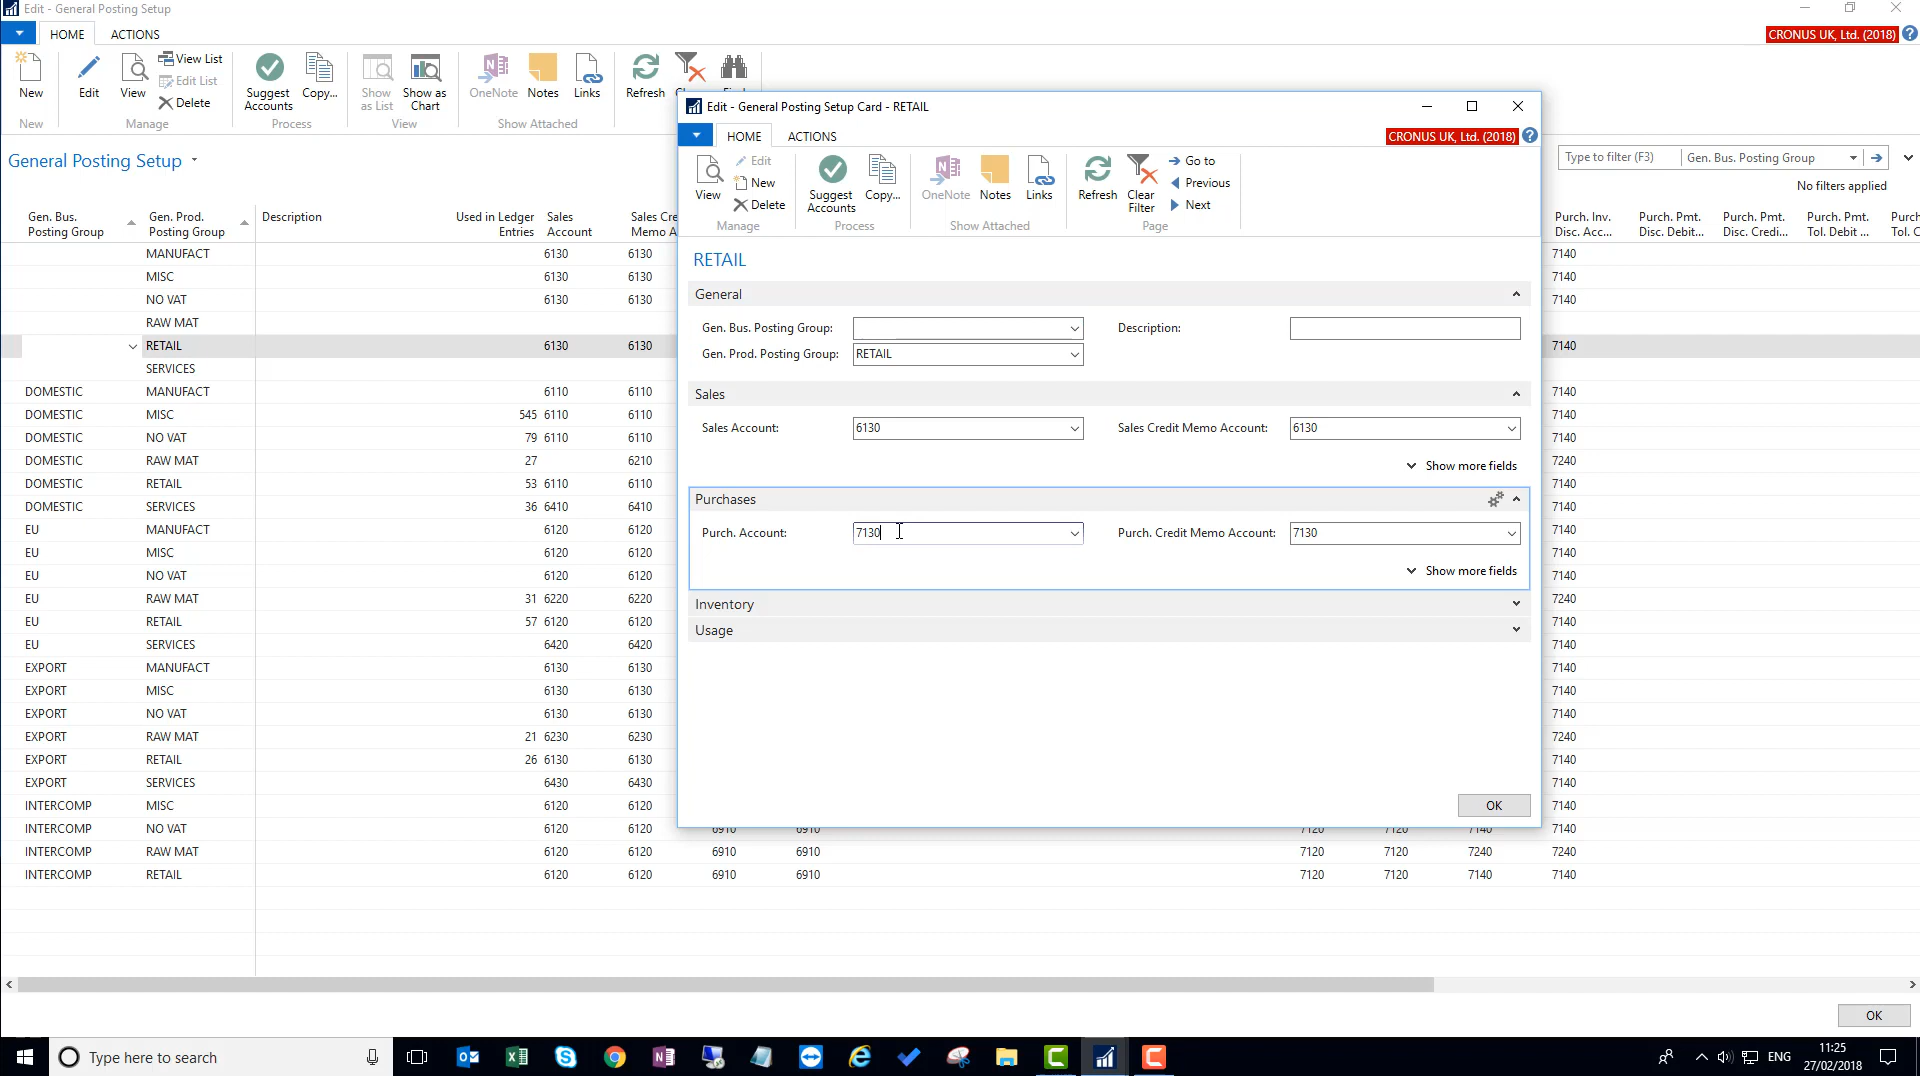 Edit - General Posting Setup
HOME ACTIONS
CRONUS UK, Ltd. (2018)
New Edit View View List Edit List Delete Suggest Accounts Copy... Show as List Show as Chart OneNote Notes Links Refresh
New Manage Process View Show Attached
General Posting Setup
Type to filter (F3) Gen. Bus. Posting Group
No filters applied
Gen. Bus. Posting Group Gen. Prod. Posting Group Description Used in Ledger Entries Sales Account Sales Cre Memo A Purch. Inv. Disc. Acc... Purch. Pmt. Disc. Debit... Purch. Pmt. Disc. Credi... Purch. Pmt. Tol. Debit ... Purch Tol. C
MANUFACT 6130 6130 7140
MISC 6130 6130 7140
NO VAT 6130 6130 7140
RAW MAT
RETAIL 6130 6130 7140
SERVICES
DOMESTIC MANUFACT 6110 6110 7140
DOMESTIC MISC 545 6110 6110 7140
DOMESTIC NO VAT 79 6110 6110 7140
DOMESTIC RAW MAT 27 6210 7240
DOMESTIC RETAIL 53 6110 6110 7140
DOMESTIC SERVICES 36 6410 6410 7140
EU MANUFACT 6120 6120 7140
EU MISC 6120 6120 7140
EU NO VAT 6120 6120 7140
EU RAW MAT 31 6220 6220 7240
EU RETAIL 57 6120 6120 7140
EU SERVICES 6420 6420 7140
EXPORT MANUFACT 6130 6130 7140
EXPORT MISC 6130 6130 7140
EXPORT NO VAT 6130 6130 7140
EXPORT RAW MAT 21 6230 6230 7240
EXPORT RETAIL 26 6130 6130 7140
EXPORT SERVICES 6430 6430 7140
INTERCOMP MISC 6120 6120 7140
INTERCOMP NO VAT 6120 6120 6910 6910 7120 7120 7140 7140
INTERCOMP RAW MAT 6120 6120 6910 6910 7120 7120 7240 7240
INTERCOMP RETAIL 6120 6120 6910 6910 7120 7120 7140 7140
OK
Edit - General Posting Setup Card - RETAIL
HOME ACTIONS
CRONUS UK, Ltd. (2018)
View Edit New Delete Suggest Accounts Copy... OneNote Notes Links Refresh Clear Filter Go to Previous Next
Manage Process Show Attached Page
RETAIL
General
Gen. Bus. Posting Group: Description:
Gen. Prod. Posting Group: RETAIL
Sales
Sales Account: 6130 Sales Credit Memo Account: 6130
Show more fields
Purchases
Purch. Account: 7130 Purch. Credit Memo Account: 7130
Show more fields
Inventory
Usage
OK
Type here to search
ENG
11:25
27/02/2018